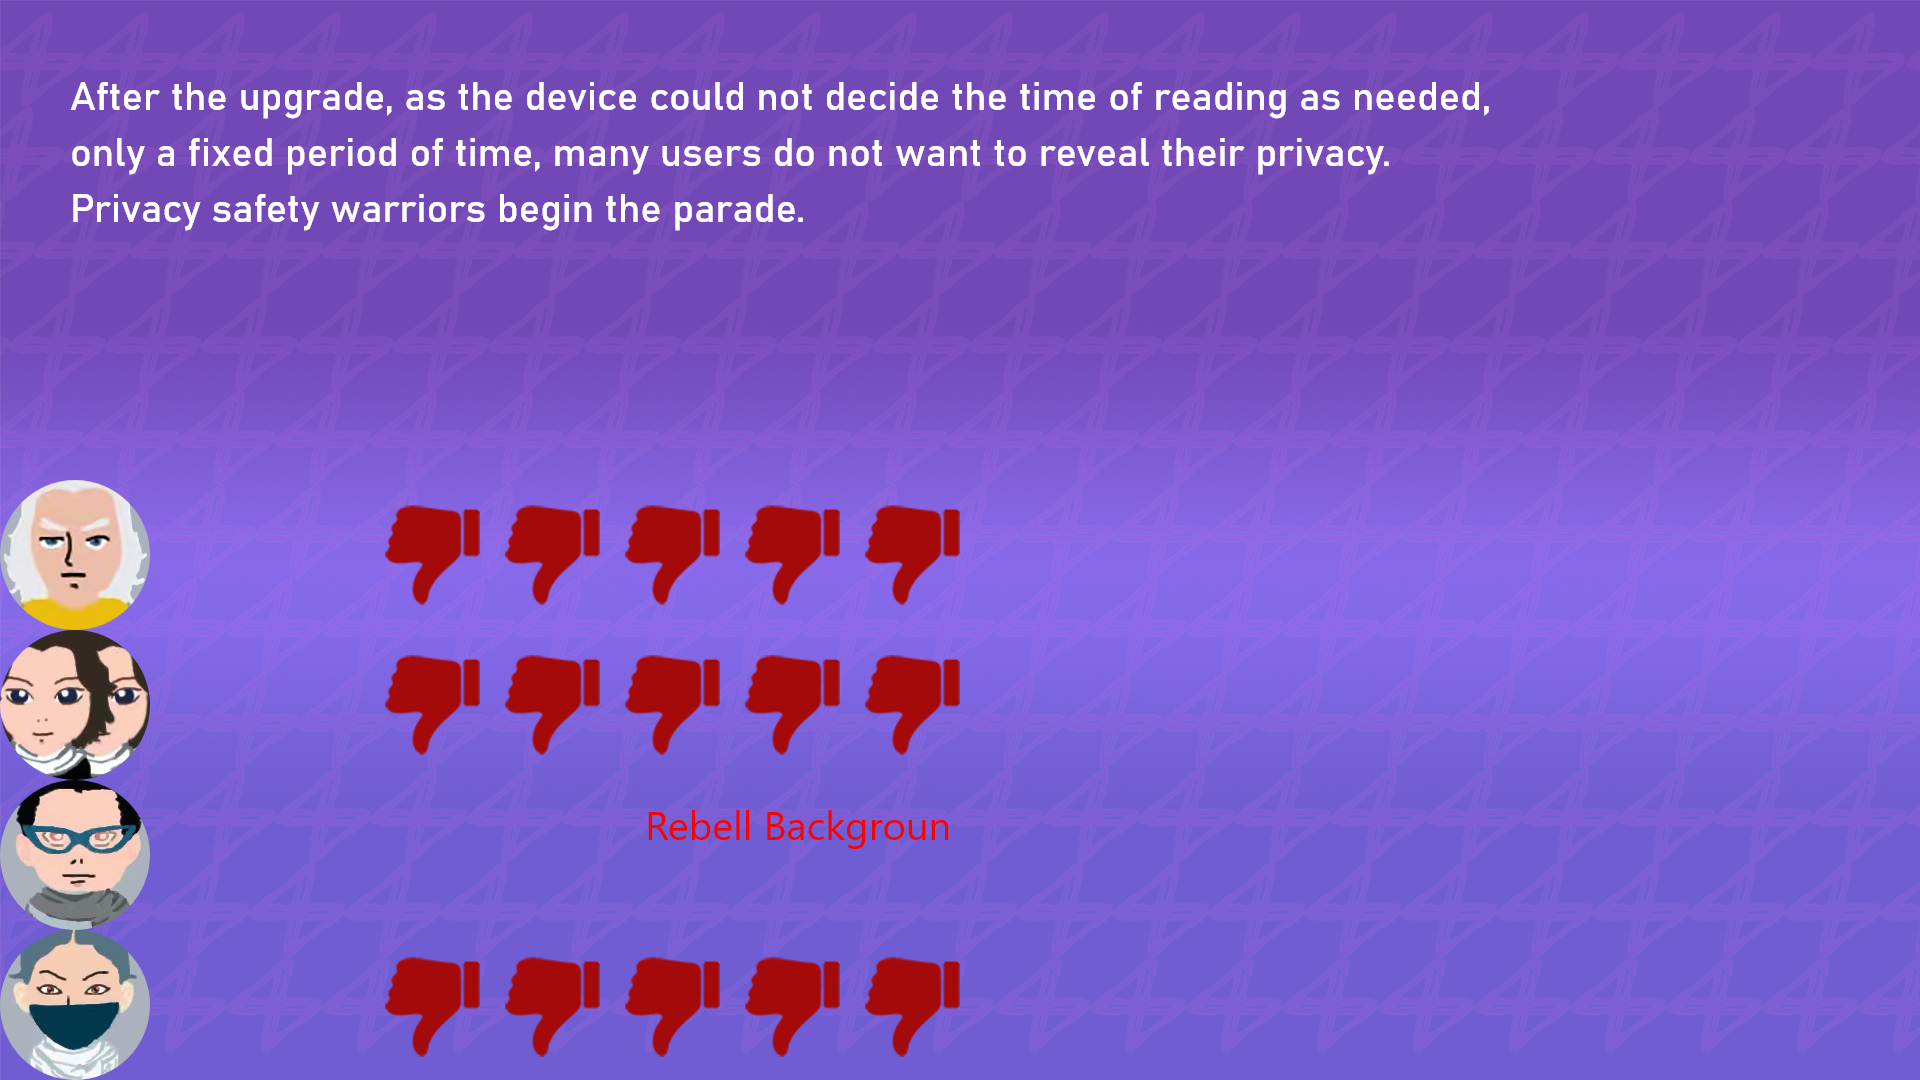 After the upgrade, as the device could not decide the time of reading as needed,
only a fixed period of time, many users do not want to reveal their privacy.
Privacy safety warriors begin the parade.
Rebell Backgroun